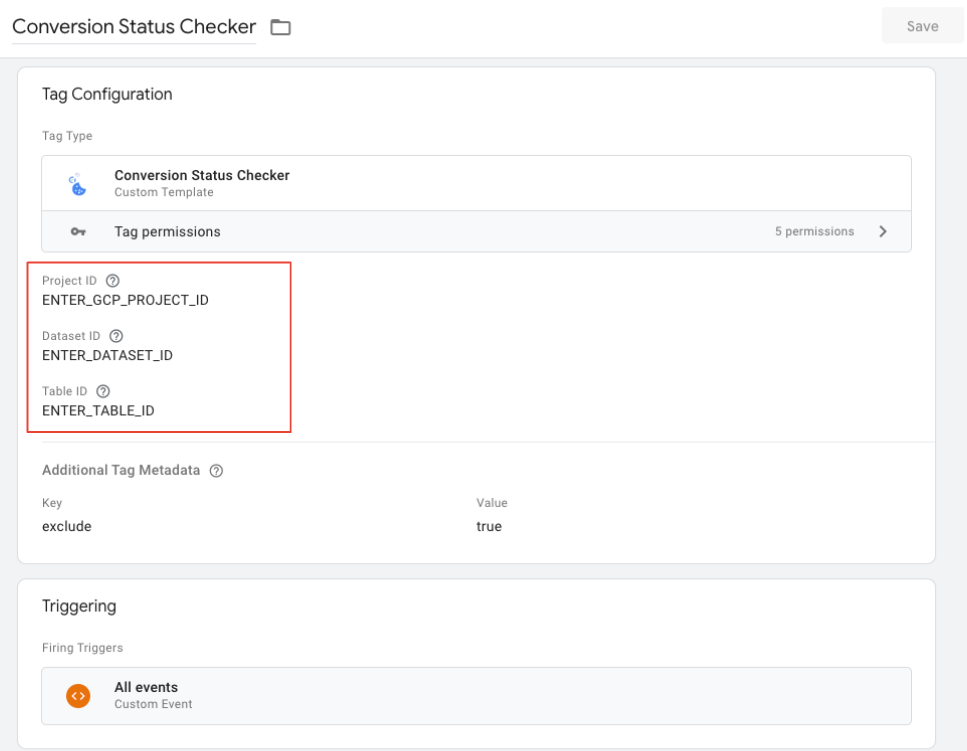 Conversion Status Checker
Save
Tag Configuration
Tag Type
Conversion Status Checker
Custom Template
Tag permissions 5 permissions
Project ID
ENTER_GCP_PROJECT_ID
Dataset ID
ENTER_DATASET_ID
Table ID
ENTER_TABLE_ID
Additional Tag Metadata
Key Value
exclude true
Triggering
Firing Triggers
All events
Custom Event